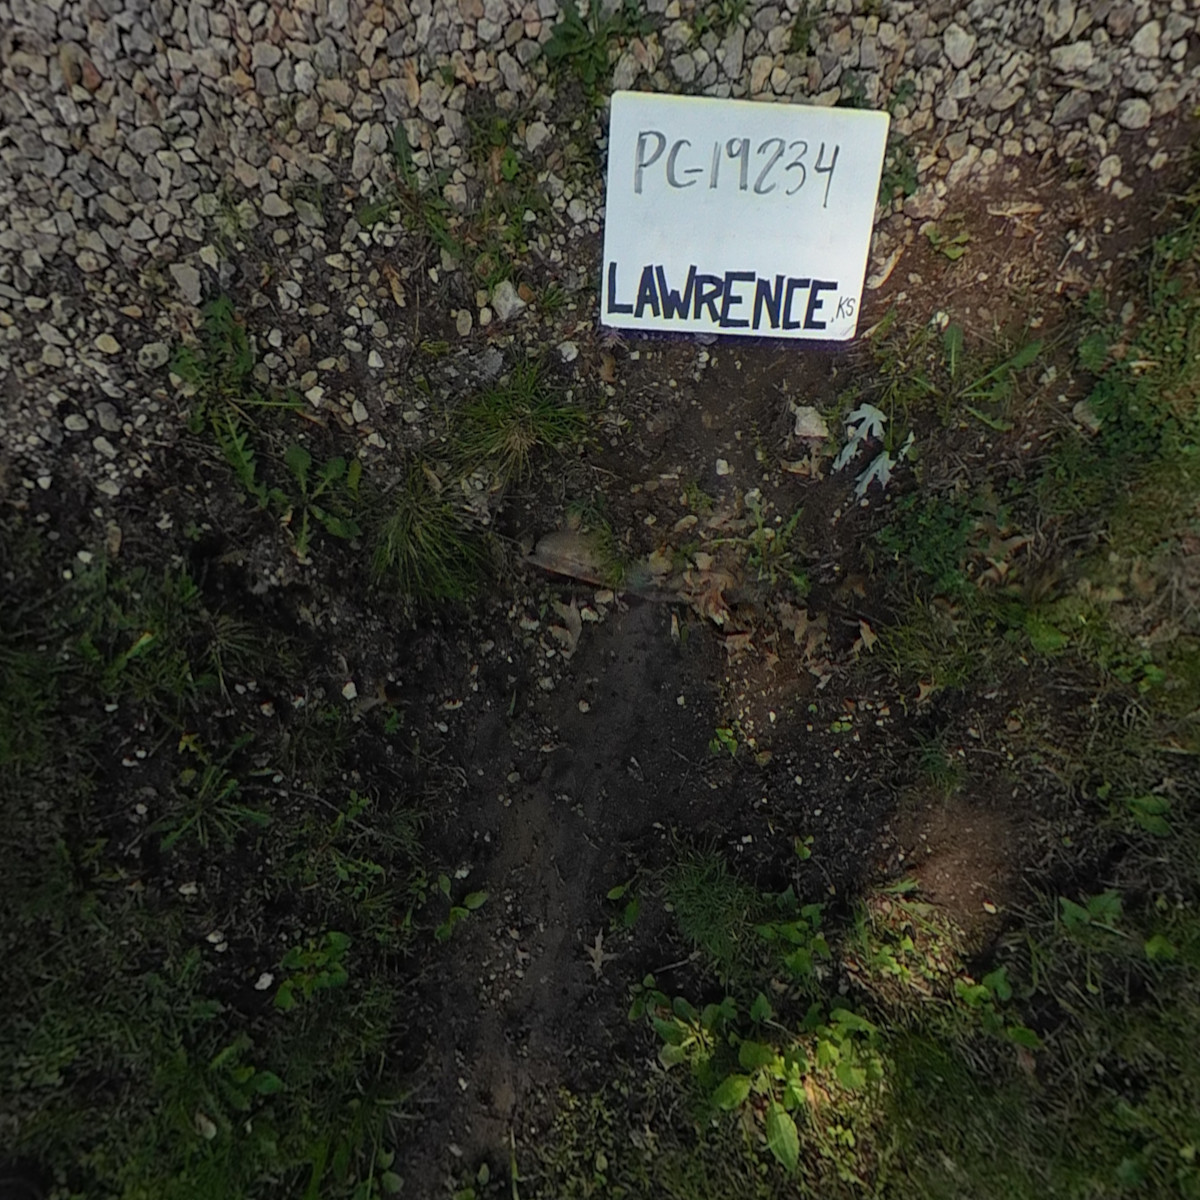 PC-19234
LAWRENCE, KS